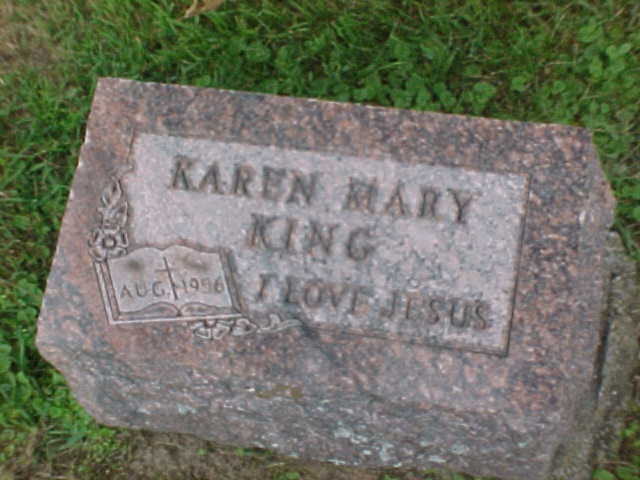 KAREN MARY
KING
AUG. 1956
I LOVE JESUS